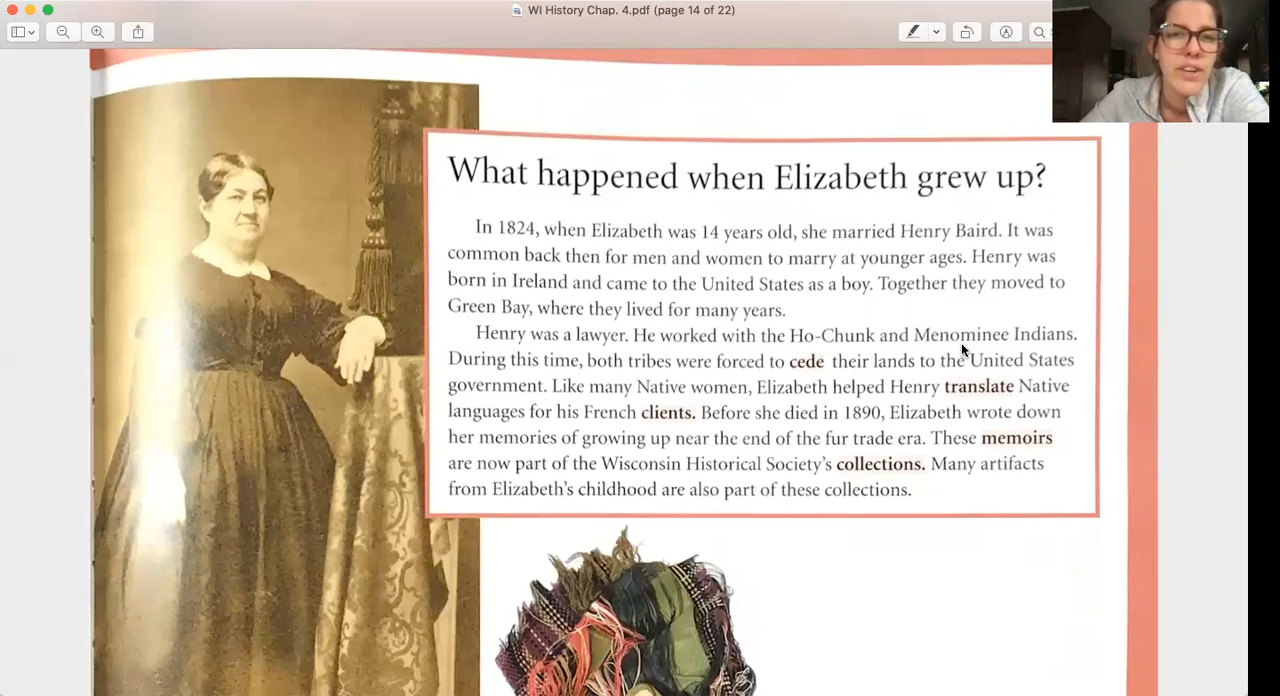 WI History Chap. 4.pdf (page 14 of 22)
What happened when Elizabeth grew up?
In 1824, when Elizabeth was 14 years old, she married Henry Baird. It was
common back then for men and women to marry at younger ages. Henry was
born in Ireland and came to the United States as a boy. Together they moved to
Green Bay, where they lived for many years.
Henry was a lawyer. He worked with the Ho-Chunk and Menominee Indians.
During this time, both tribes were forced to cede their lands to the United States
government. Like many Native women, Elizabeth helped Henry translate Native
languages for his French clients. Before she died in 1890, Elizabeth wrote down
her memories of growing up near the end of the fur trade era. These memoirs
are now part of the Wisconsin Historical Society's collections. Many artifacts
from Elizabeth's childhood are also part of these collections.